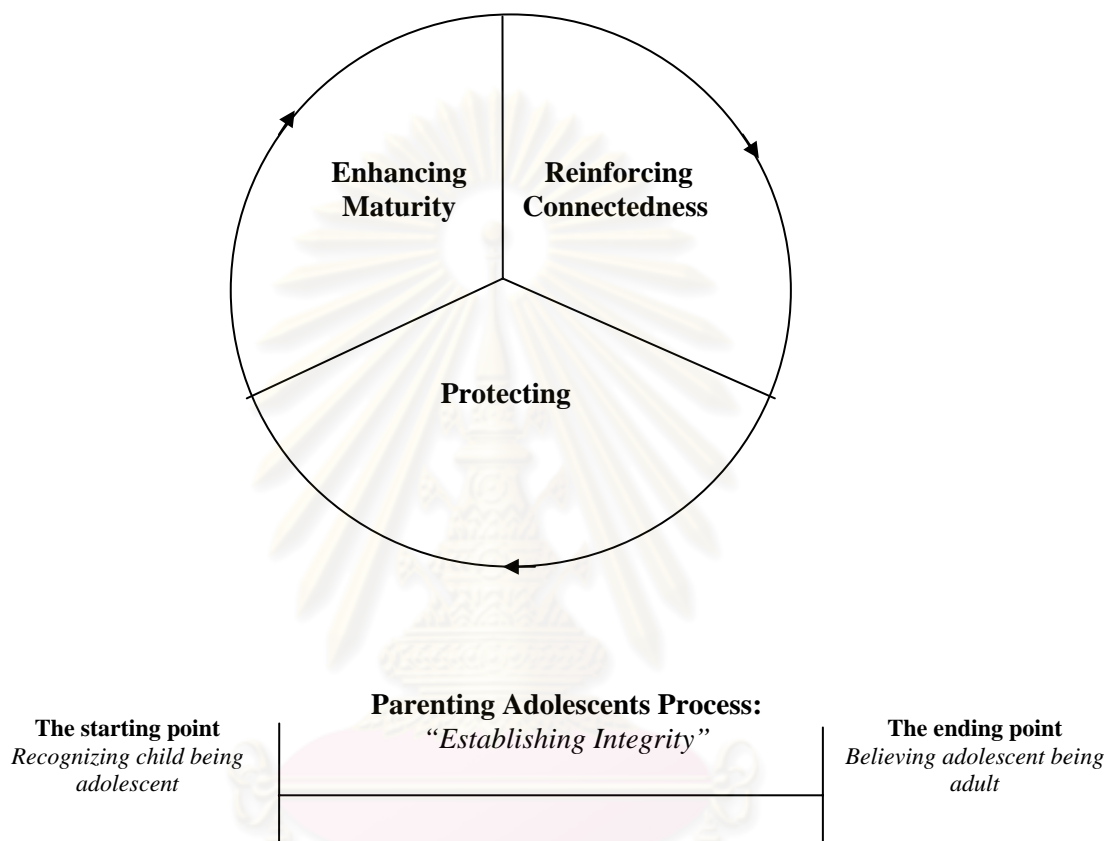 Enhancing
Maturity
Reinforcing
Connectedness
Protecting
Parenting Adolescents Process:
“Establishing Integrity”
The starting point
Recognizing child being
adolescent
The ending point
Believing adolescent being
adult